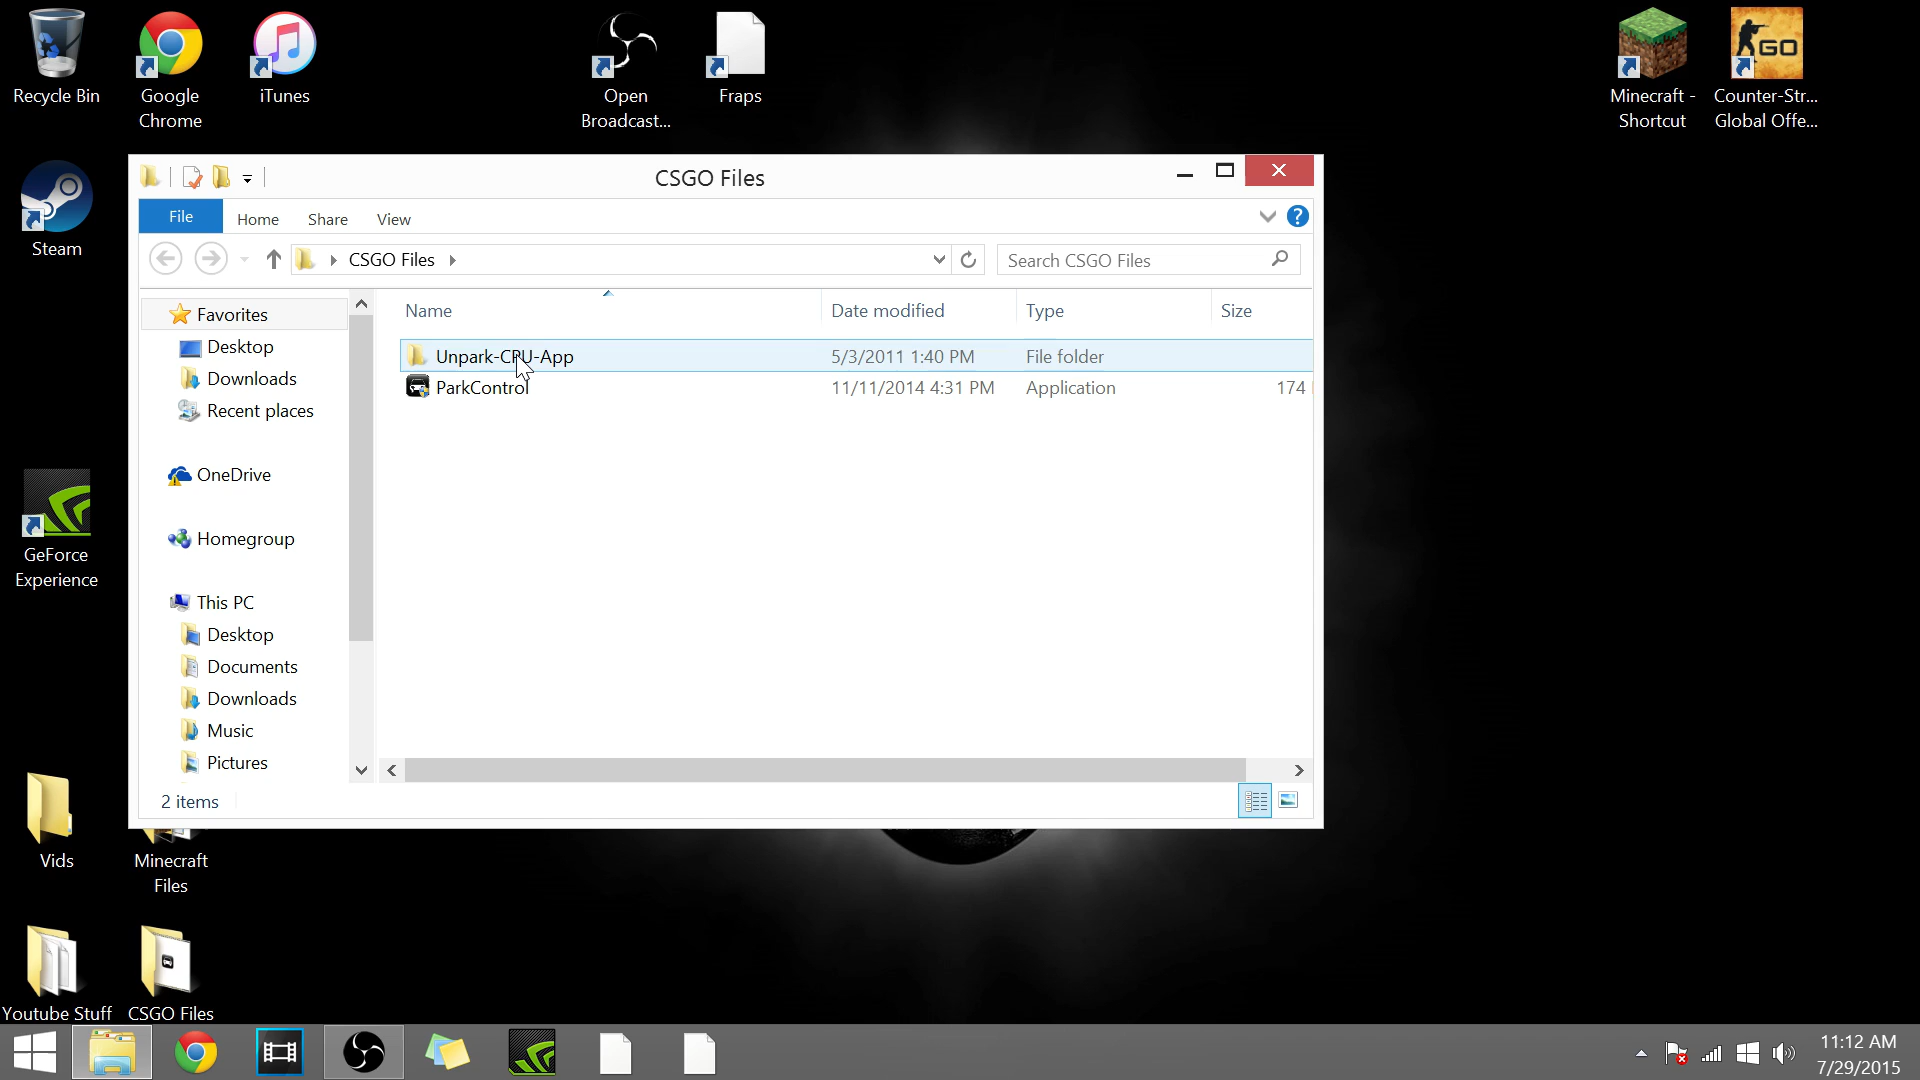 Recycle Bin
Google
Chrome
iTunes
Open
Broadcast...
Fraps
Minecraft -
Shortcut
GO
Counter-Str...
Global Offe...
Steam
GeForce
Experience
Vids
Minecraft
Files
Youtube Stuff
CSGO Files
CSGO Files
File
Home
Share
View
CSGO Files
Search CSGO Files
Favorites
Desktop
Downloads
Recent places
OneDrive
Homegroup
This PC
Desktop
Documents
Downloads
Music
Pictures
Name Date modified Type Size
Unpark-CPU-App 5/3/2011 1:40 PM File folder
ParkControl 11/11/2014 4:31 PM Application 174
2 items
11:12 AM
7/29/2015